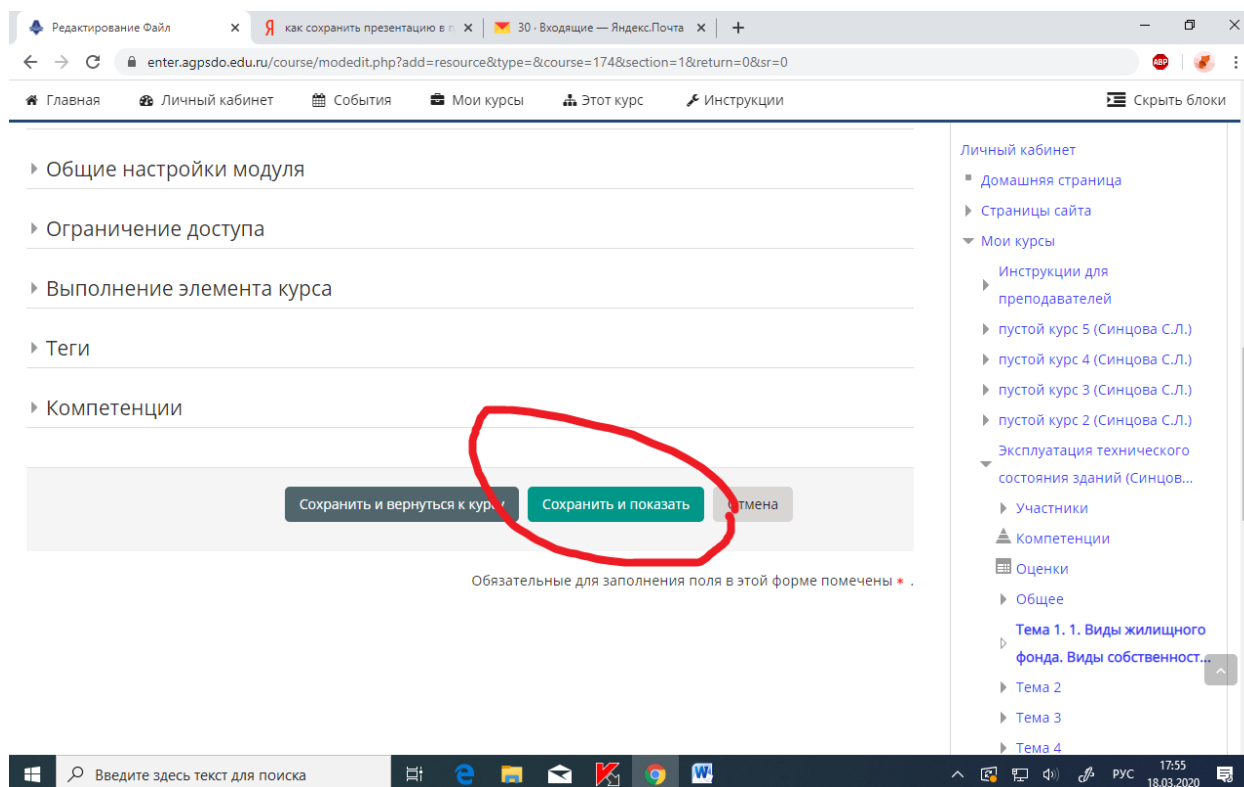 Редактирование Файл
как сохранить презентацию в п
30 · Входящие — Яндекс.Почта
enter.agpsdo.edu.ru/course/modedit.php?add=resource&type=&course=174&section=1&return=0&sr=0
ABP
Главная Личный кабинет События Мои курсы Этот курс Инструкции Скрыть блоки
Общие настройки модуля
Ограничение доступа
Выполнение элемента курса
Теги
Компетенции
Сохранить и вернуться к курсу Сохранить и показать Отмена
Обязательные для заполнения поля в этой форме помечены * .
Личный кабинет
Домашняя страница
Страницы сайта
Мои курсы
Инструкции для
преподавателей
пустой курс 5 (Синцова С.Л.)
пустой курс 4 (Синцова С.Л.)
пустой курс 3 (Синцова С.Л.)
пустой курс 2 (Синцова С.Л.)
Эксплуатация технического
состояния зданий (Синцов...
Участники
Компетенции
Оценки
Общее
Тема 1. 1. Виды жилищного
фонда. Виды собственност...
Тема 2
Тема 3
Тема 4
Введите здесь текст для поиска
РУС
17:55
18.03.2020